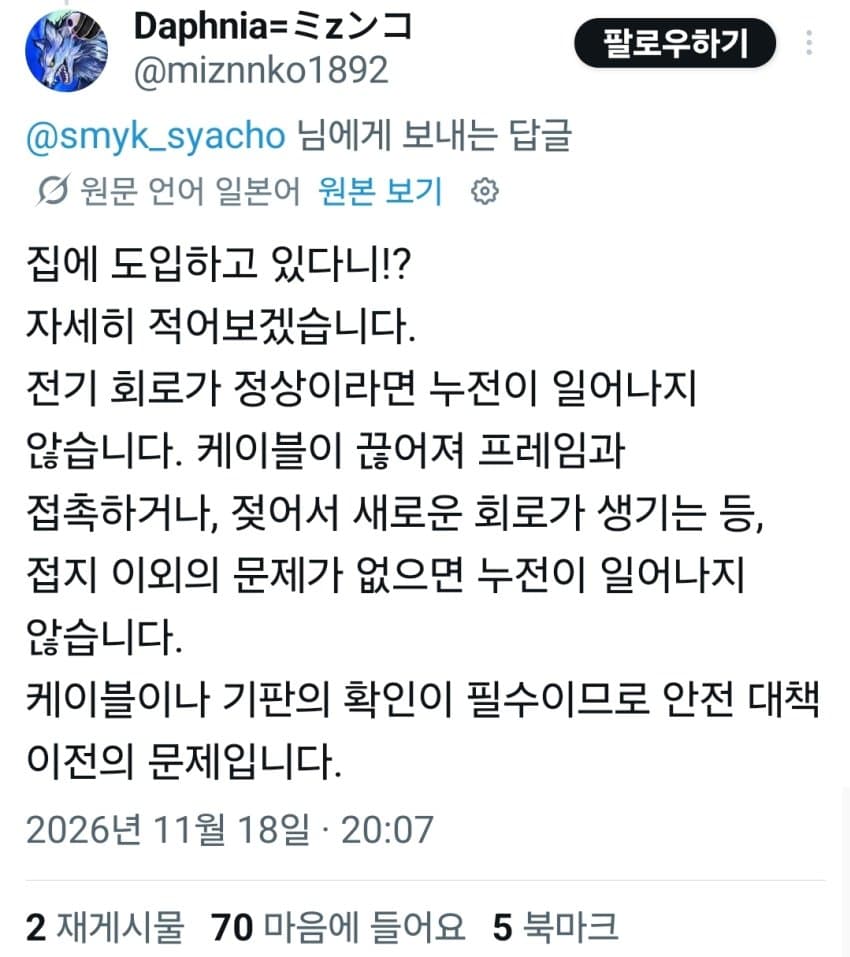 Daphnia=ミzンコ
팔로우하기
@miznnko1892
@smyk_syacho 님에게 보내는 답글
원문 언어 일본어 원본 보기
집에 도입하고 있다니!?
자세히 적어보겠습니다.
전기 회로가 정상이라면 누전이 일어나지
않습니다. 케이블이 끊어져 프레임과
접촉하거나, 젖어서 새로운 회로가 생기는 등,
접지 이외의 문제가 없으면 누전이 일어나지
않습니다.
케이블이나 기판의 확인이 필수이므로 안전 대책
이전의 문제입니다.
2026년 11월 18일 · 20:07
2 재게시물 70 마음에 들어요 5 북마크